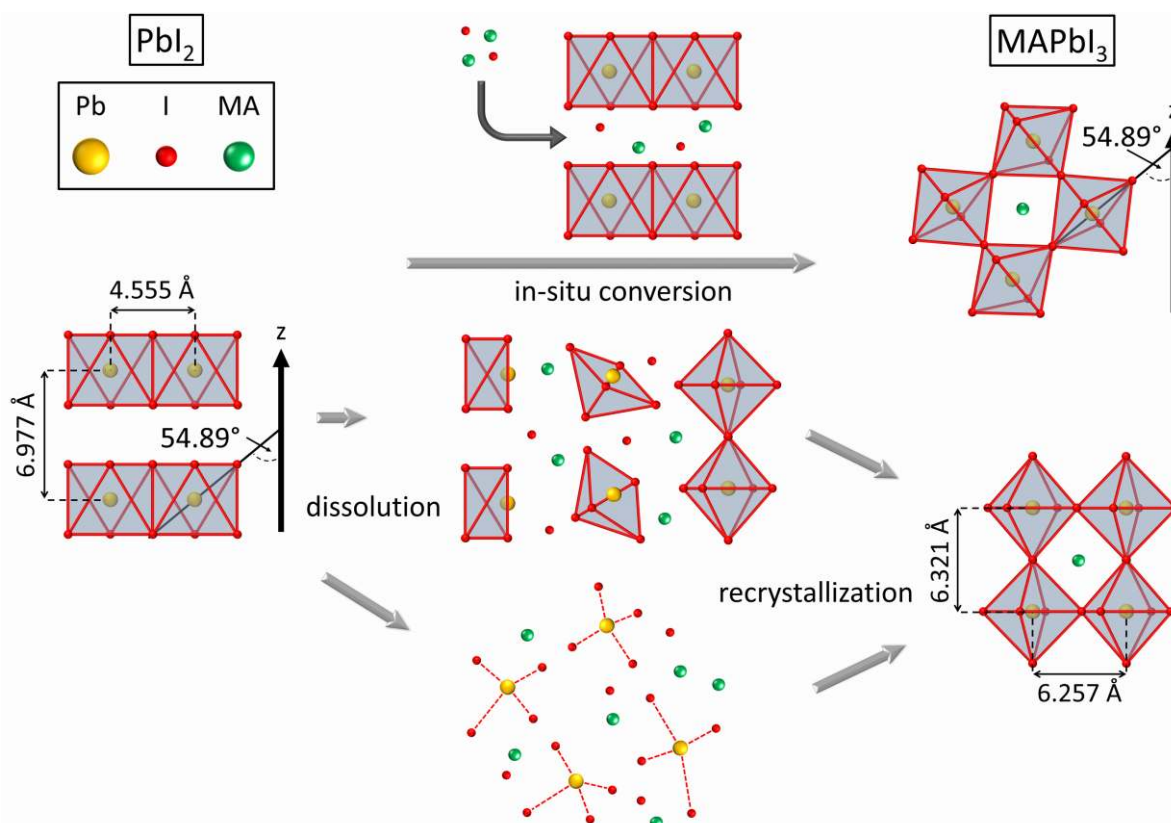 PbI2
MAPbI3
Pb I MA
z
54.89°
in-situ conversion
4.555 Å
z
6.977 Å
54.89°
dissolution
recrystallization
6.321 Å
6.257 Å